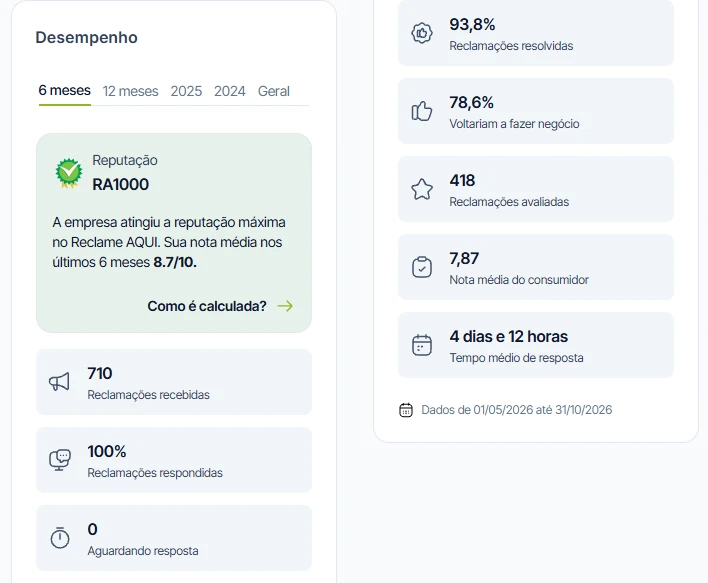 Desempenho
6 meses 12 meses 2025 2024 Geral
Reputação
RA1000
A empresa atingiu a reputação máxima
no Reclame AQUI. Sua nota média nos
últimos 6 meses 8.7/10.
Como é calculada?
710
Reclamações recebidas
100%
Reclamações respondidas
0
Aguardando resposta
93,8%
Reclamações resolvidas
78,6%
Voltariam a fazer negócio
418
Reclamações avaliadas
7,87
Nota média do consumidor
4 dias e 12 horas
Tempo médio de resposta
Dados de 01/05/2026 até 31/10/2026